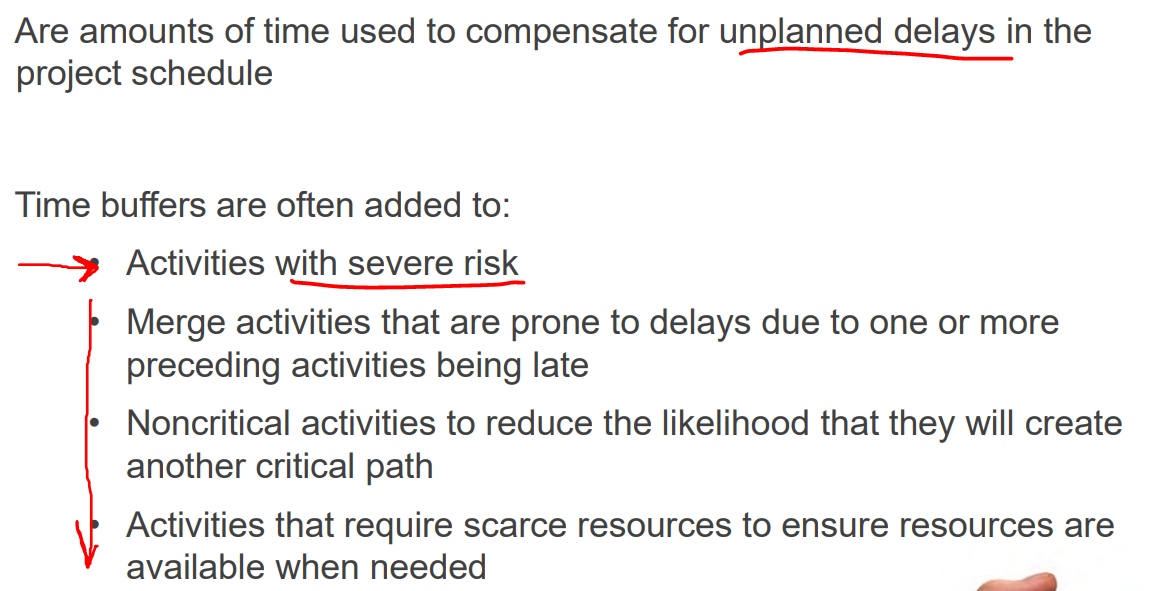 Are amounts of time used to compensate for unplanned delays in the
project schedule
Time buffers are often added to:
• Activities with severe risk
• Merge activities that are prone to delays due to one or more
preceding activities being late
• Noncritical activities to reduce the likelihood that they will create
another critical path
• Activities that require scarce resources to ensure resources are
available when needed